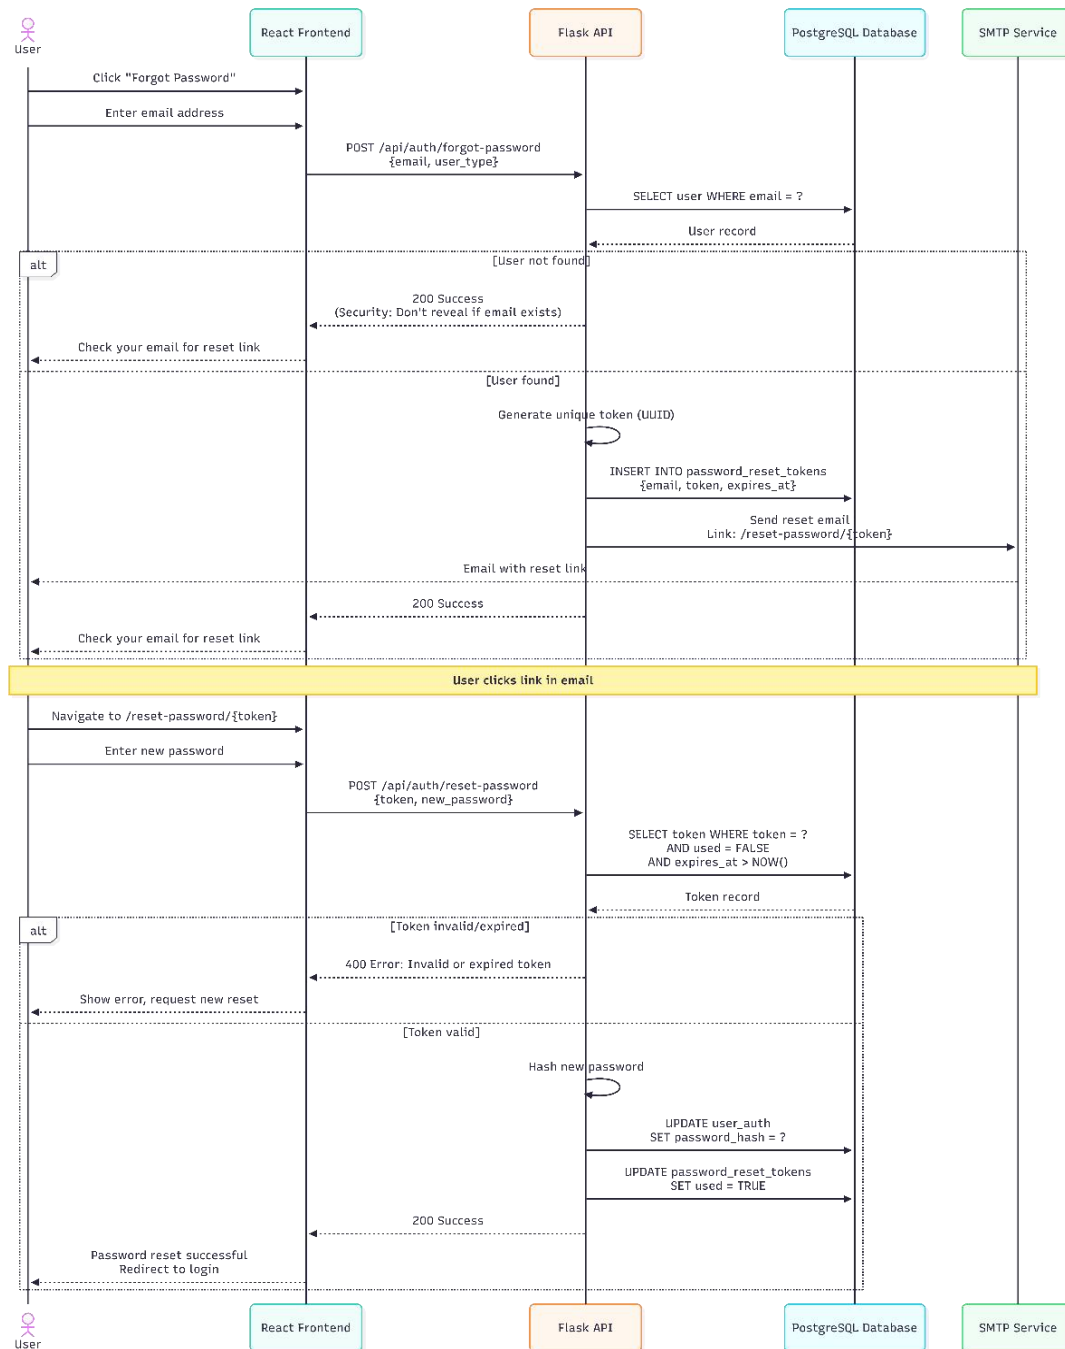 React Frontend
Flask API
PostgreSQL Database
SMTP Service
User
Click "Forgot Password"
Enter email address
POST /api/auth/forgot-password
{email, user_type}
SELECT user WHERE email = ?
User record
alt
[User not found]
200 Success
(Security: Don't reveal if email exists)
Check your email for reset link
[User found]
Generate unique token (UUID)
INSERT INTO password_reset_tokens
{email, token, expires_at}
Send reset email
Link: /reset-password/{token}
Email with reset link
200 Success
Check your email for reset link
User clicks link in email
Navigate to /reset-password/{token}
Enter new password
POST /api/auth/reset-password
{token, new_password}
SELECT token WHERE token = ?
AND used = FALSE
AND expires_at > NOW()
Token record
alt
[Token invalid/expired]
400 Error: Invalid or expired token
Show error, request new reset
[Token valid]
Hash new password
UPDATE user_auth
SET password_hash = ?
UPDATE password_reset_tokens
SET used = TRUE
200 Success
Password reset successful
Redirect to login
React Frontend
Flask API
PostgreSQL Database
SMTP Service
User